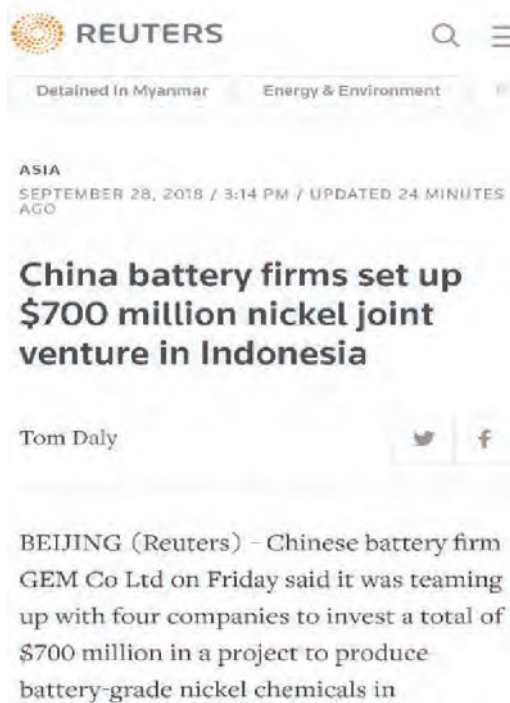 REUTERS
Detained In Myanmar Energy & Environment
ASIA
SEPTEMBER 28, 2018 / 3:14 PM / UPDATED 24 MINUTES
AGO
China battery firms set up
$700 million nickel joint
venture in Indonesia
Tom Daly
BEIJING (Reuters) - Chinese battery firm
GEM Co Ltd on Friday said it was teaming
up with four companies to invest a total of
$700 million in a project to produce
battery-grade nickel chemicals in